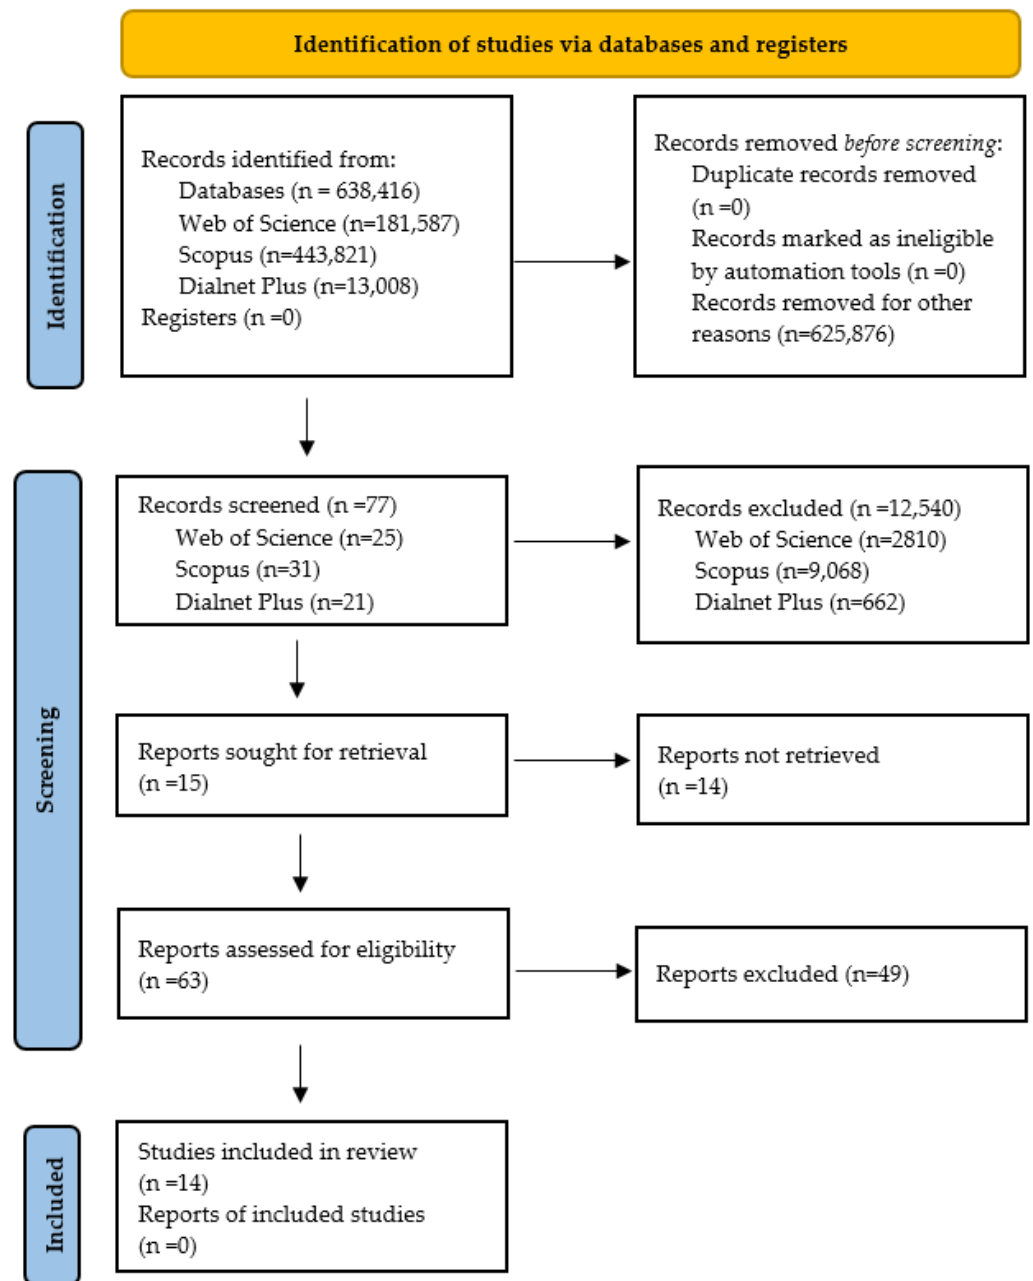 Identification of studies via databases and registers
Identification
Records identified from:
Databases (n = 638,416)
Web of Science (n=181,587)
Scopus (n=443,821)
Dialnet Plus (n=13,008)
Registers (n =0)
Records removed before screening:
Duplicate records removed
(n =0)
Records marked as ineligible
by automation tools (n =0)
Records removed for other
reasons (n=625,876)
Screening
Records screened (n =77)
Web of Science (n=25)
Scopus (n=31)
Dialnet Plus (n=21)
Records excluded (n =12,540)
Web of Science (n=2810)
Scopus (n=9,068)
Dialnet Plus (n=662)
Reports sought for retrieval
(n =15)
Reports not retrieved
(n =14)
Reports assessed for eligibility
(n =63)
Reports excluded (n=49)
Included
Studies included in review
(n =14)
Reports of included studies
(n =0)